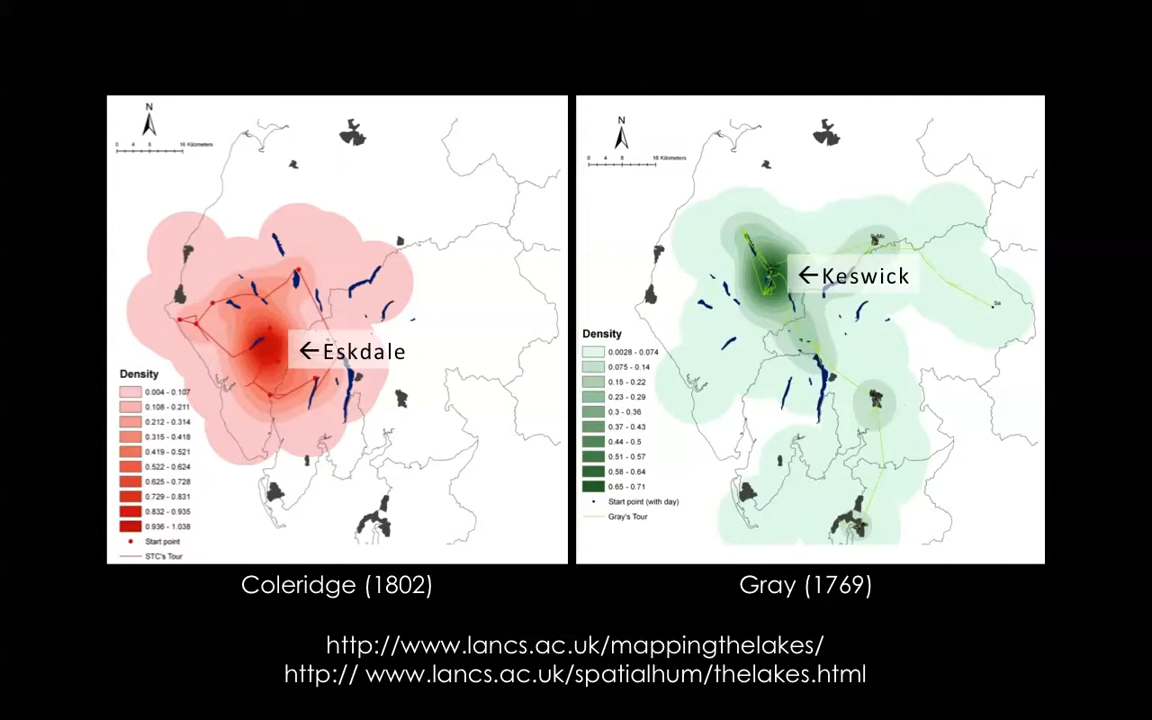 N
0 4 8 16 Kilometers
←Eskdale
Density
0.004 - 0.107
0.108 - 0.211
0.212 - 0.314
0.315 - 0.418
0.419 - 0.521
0.522 - 0.624
0.625 - 0.728
0.729 - 0.831
0.832 - 0.935
0.936 - 1.038
Start point
STC's Tour
N
0 4 8 16 Kilometers
←Keswick
Density
0.0028 - 0.074
0.075 - 0.14
0.15 - 0.22
0.23 - 0.29
0.3 - 0.36
0.37 - 0.43
0.44 - 0.5
0.51 - 0.57
0.58 - 0.64
0.65 - 0.71
Start point (with day)
Gray's Tour
Coleridge (1802)
Gray (1769)
http://www.lancs.ac.uk/mappingthelakes/
http:// www.lancs.ac.uk/spatialhum/thelakes.html